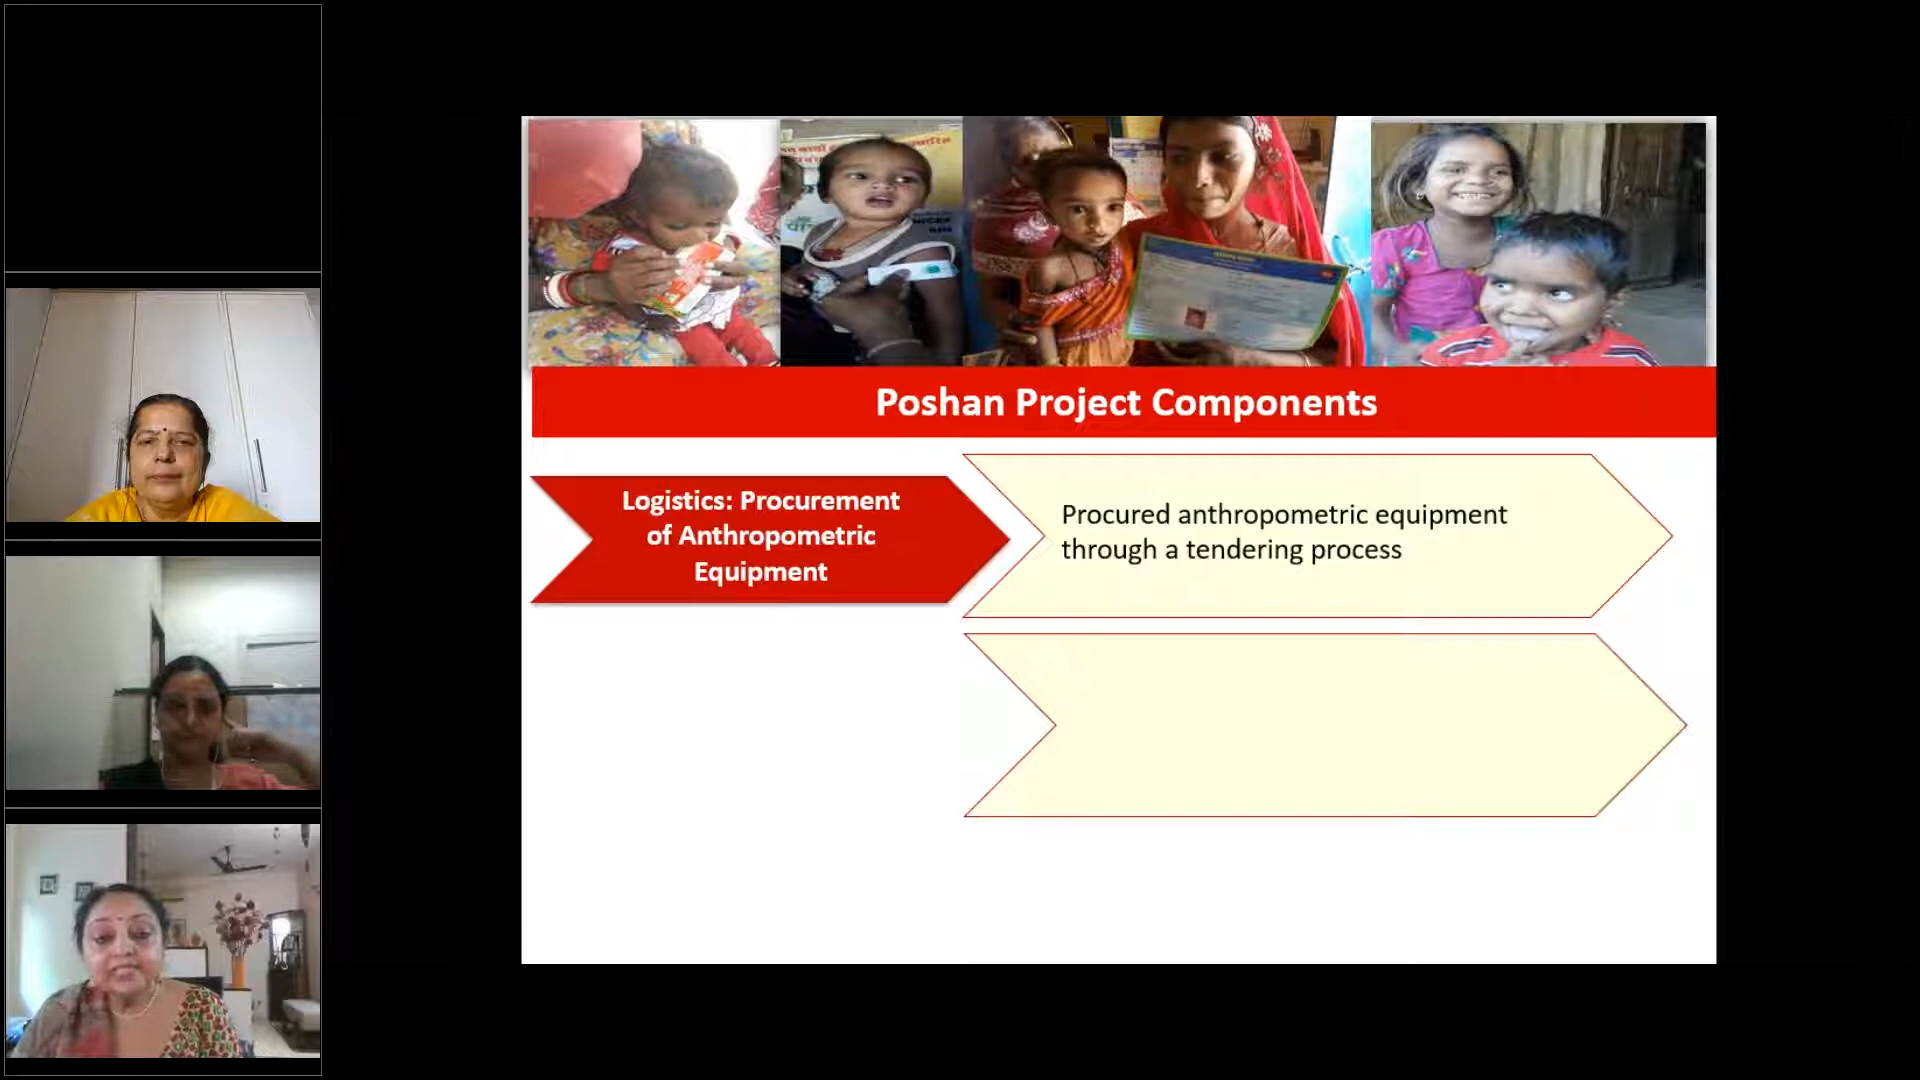 Poshan Project Components
Logistics: Procurement
of Anthropometric
Equipment
Procured anthropometric equipment
through a tendering process